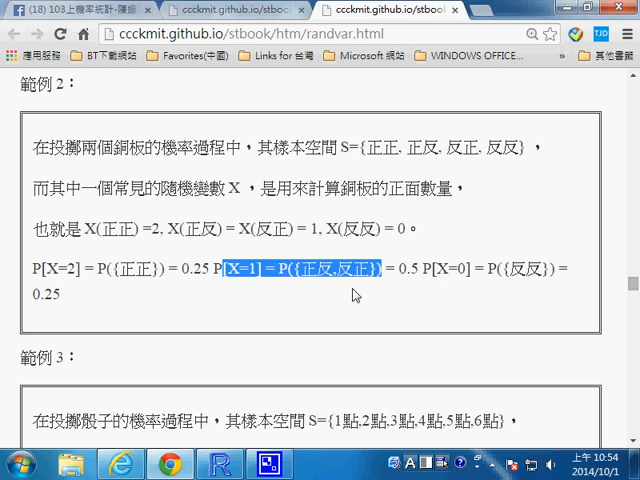 (18) 103上機率統計-陳鍾
ccckmit.github.io/stbook
ccckmit.github.io/stbook/
ccckmit.github.io/stbook/htm/randvar.html
應用服務 BT下載網站 Favorites(中國) Links for 台灣 Microsoft 網站 WINDOWS OFFICE... 其他書籤
範例 2：
在投擲兩個銅板的機率過程中，其樣本空間 S={正正, 正反, 反正, 反反} ，
而其中一個常見的隨機變數 X ，是用來計算銅板的正面數量，
也就是 X(正正) =2, X(正反) = X(反正) = 1, X(反反) = 0。
P[X=2] = P({正正}) = 0.25 P[X=1] = P({正反,反正}) = 0.5 P[X=0] = P({反反}) =
0.25
範例 3：
在投擲骰子的機率過程中，其樣本空間 S={1點,2點,3點,4點,5點,6點}，
上午 10:54
2014/10/1